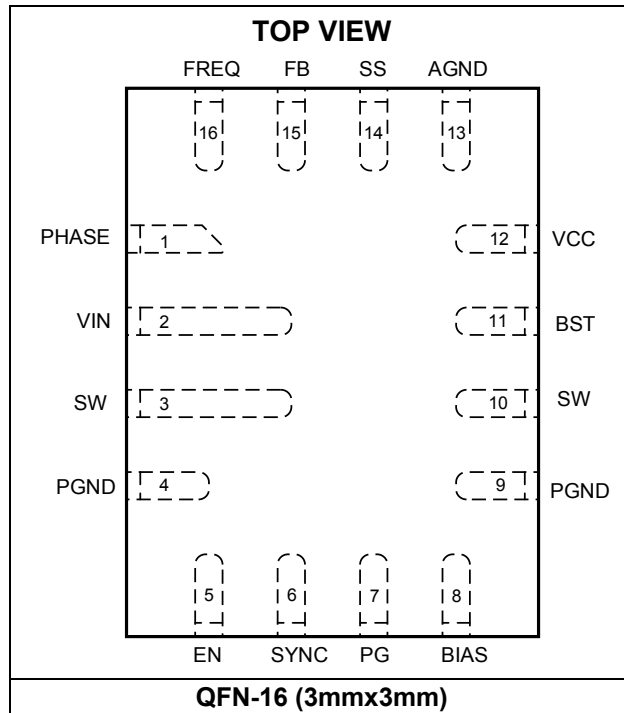 TOP VIEW
FREQ FB SS AGND
16 15 14 13
PHASE 1 12 VCC
VIN 2 11 BST
SW 3 10 SW
PGND 4 9 PGND
5 6 7 8
EN SYNC PG BIAS
QFN-16 (3mmx3mm)